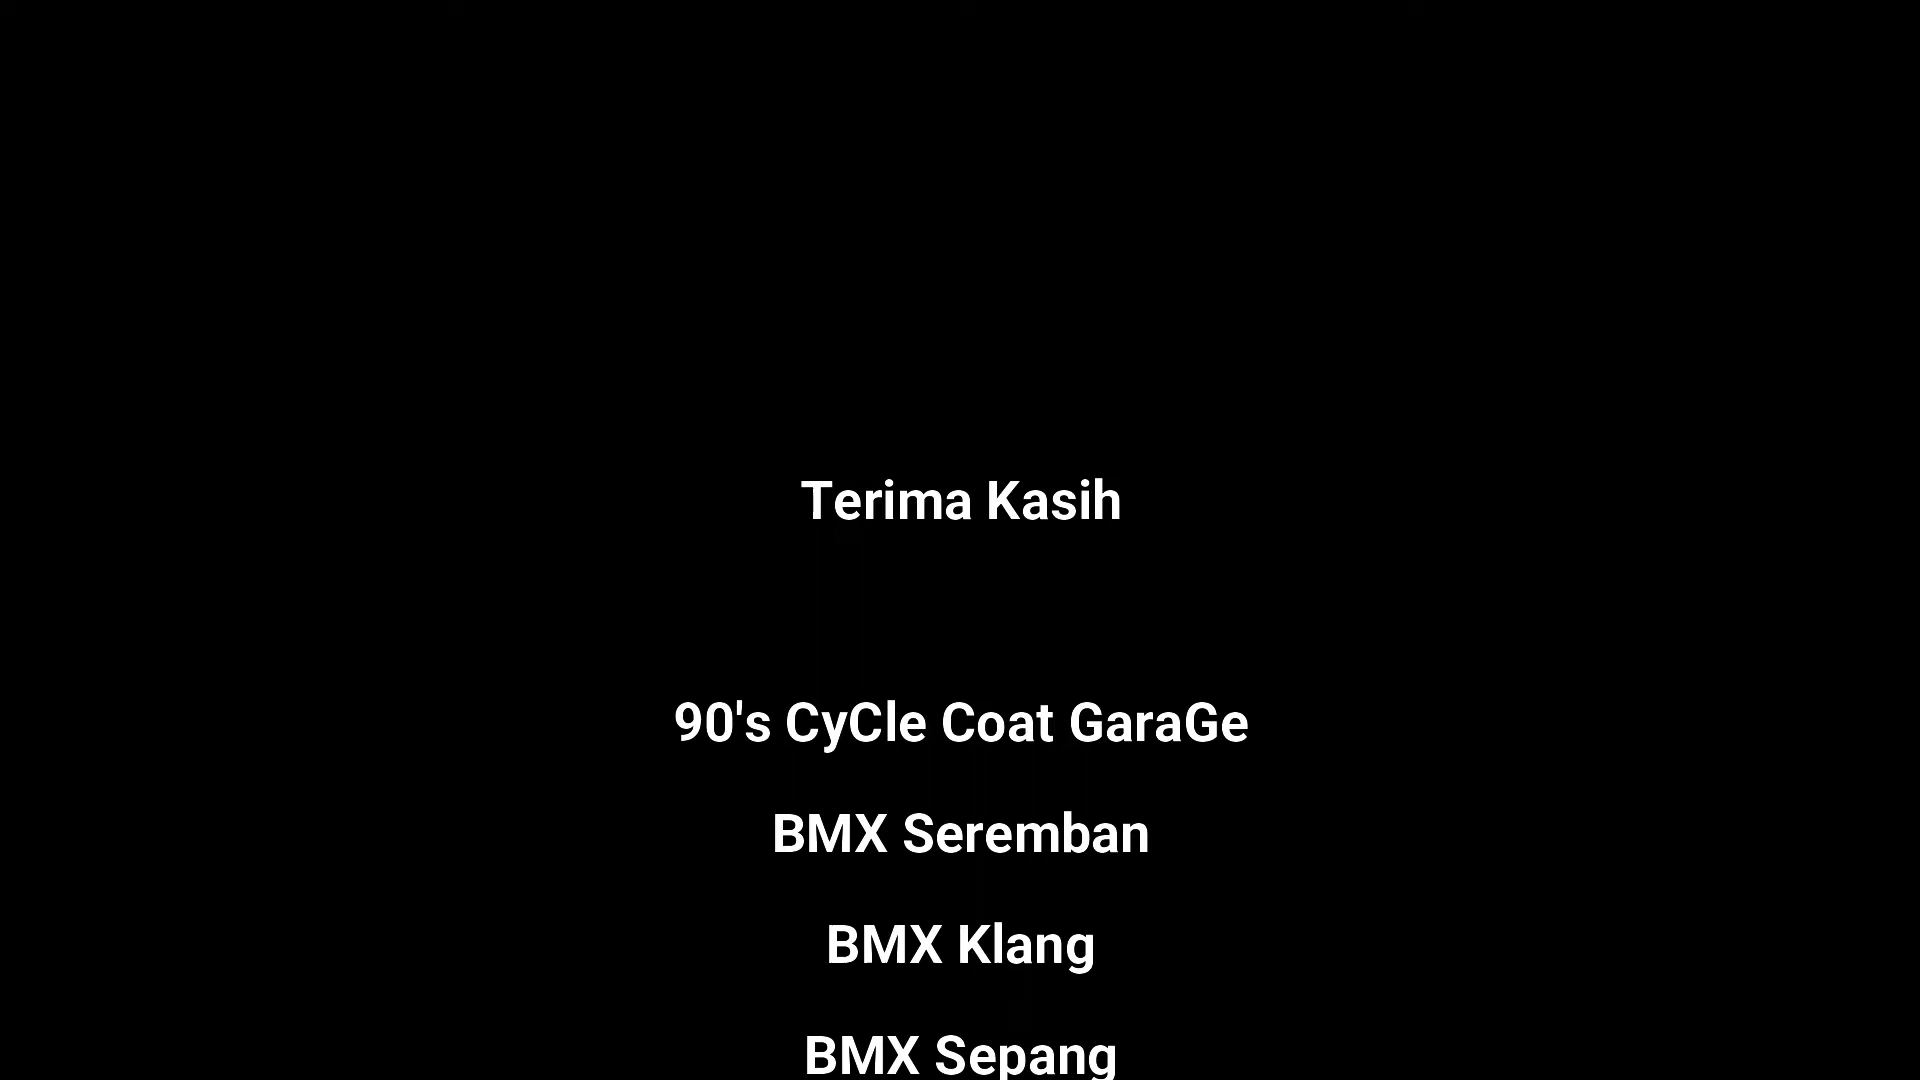 Terima Kasih
90's CyCle Coat GaraGe
BMX Seremban
BMX Klang
BMX Sepang